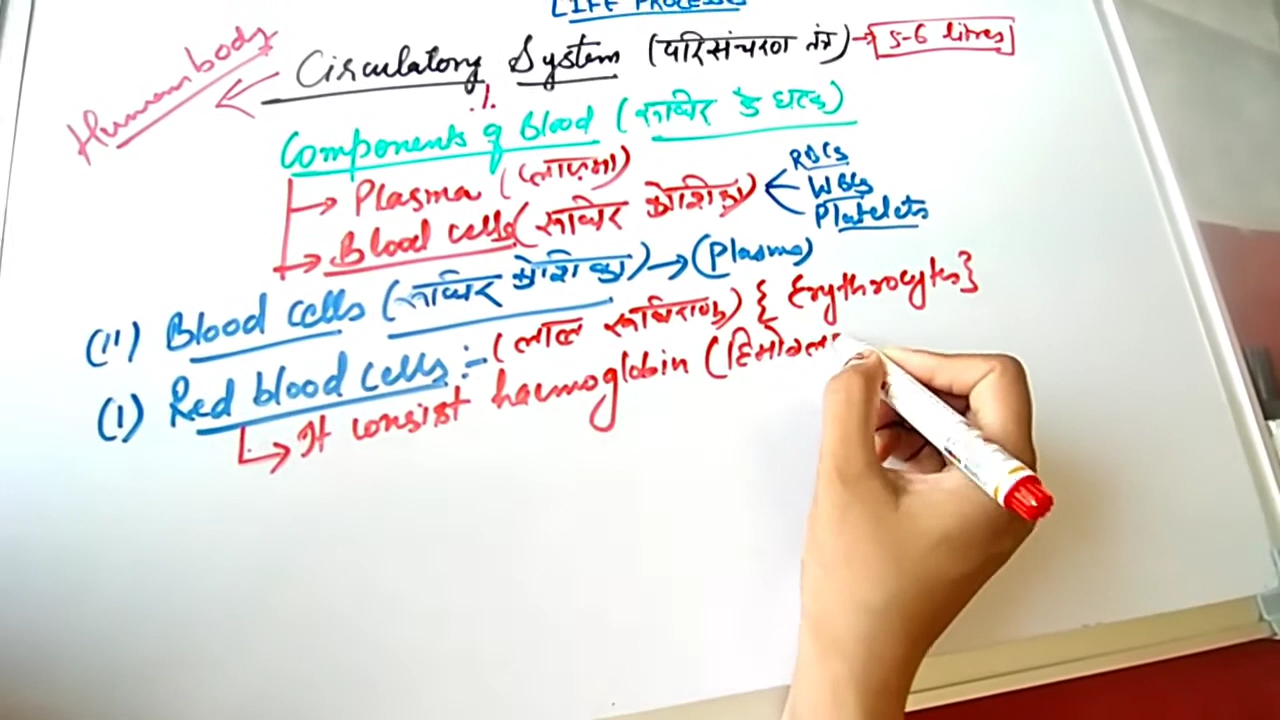 LIFE PROCESS
Human body
Circulatory System (परिसंचरण तंत्र) → 5-6 litres
Components of Blood (रूधिर के घटक)
→ Plasma (प्लाज़मा)
→ Blood cells (रूधिर कोशिका)
RBCs
WBCs
Platelets
(II) Blood cells (रूधिर कोशिका) → (Plasma)
(I) Red blood cells :- (लाल रूधिराणु) { Erythrocytes}
→ It consist haemoglobin (हिमोग्ल